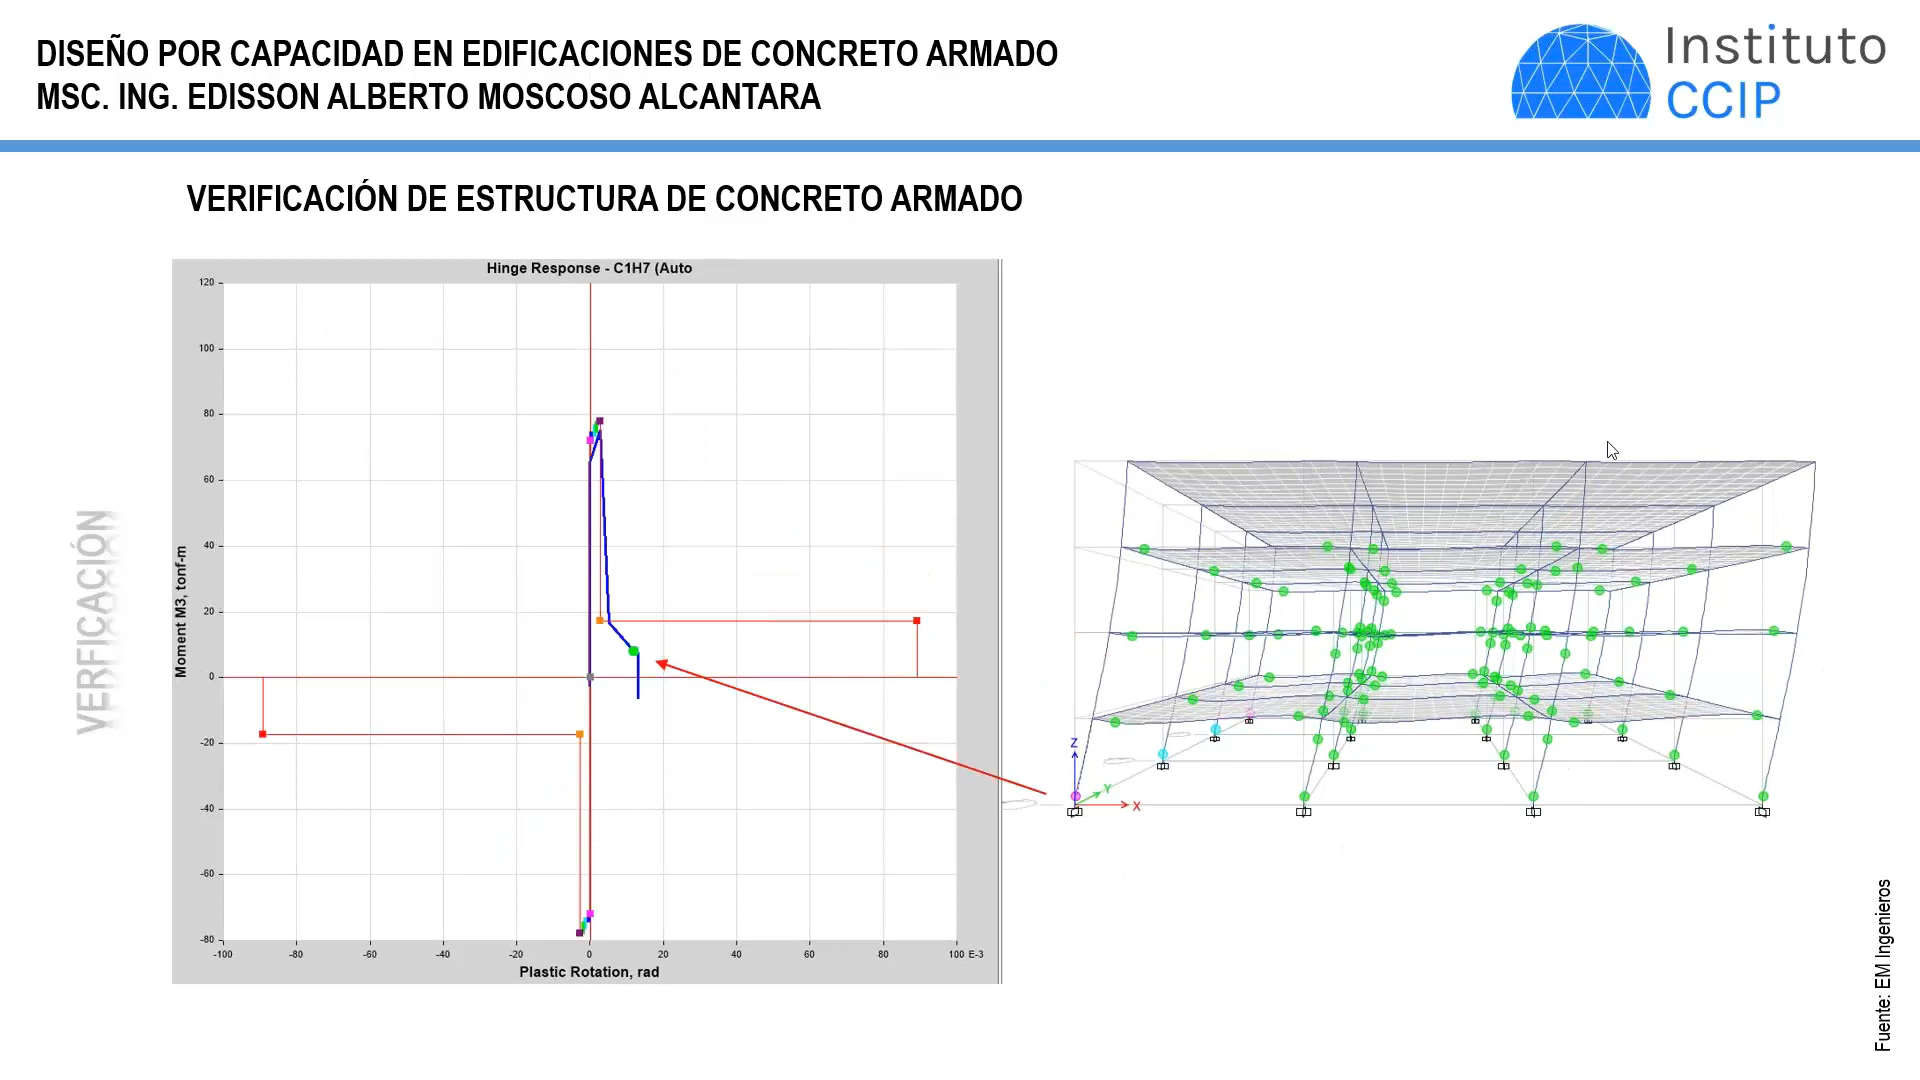 DISEÑO POR CAPACIDAD EN EDIFICACIONES DE CONCRETO ARMADO
MSC. ING. EDISSON ALBERTO MOSCOSO ALCANTARA
Instituto
CCIP
VERIFICACIÓN DE ESTRUCTURA DE CONCRETO ARMADO
VERFICACIÓN
Hinge Response - C1H7 (Auto
120
100
80
60
40
20
0
-20
-40
-60
-80
Moment M3, tonf-m
-100 -80 -60 -40 -20 0 20 40 60 80 100 E-3
Plastic Rotation, rad
Z
Y
X
Fuente: EM Ingenieros